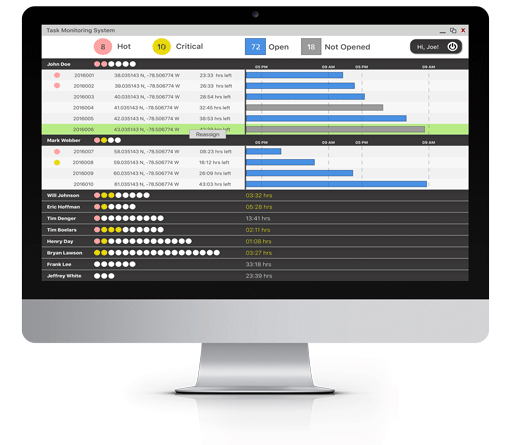 Task Monitoring System
8 Hot 10 Critical 72 Open 18 Not Opened Hi, Joe!
John Doe 05 PM 09 AM 05 PM 09 AM
2016001 38.035143 N, -78.506774 W 23:33 hrs left
2016002 39.035143 N, -78.506774 W 26:33 hrs left
2016003 40.035143 N, -78.506774 W 28:54 hrs left
2016004 41.035143 N, -78.506774 W 32:45 hrs left
2016005 42.035143 N, -78.506774 W 38:53 hrs left
2016006 43.035143 N, -78.506774 W hrs left
Reassign
Mark Webber 05 PM 09 AM 05 PM 09 AM
2016007 58.035143 N, -78.506774 W 08:23 hrs left
2016008 59.035143 N, -78.506774 W 16:12 hrs left
2016009 60.035143 N, -78.506774 W 26:09 hrs left
2016010 61.035143 N, -78.506774 W 43:03 hrs left
Will Johnson 03:32 hrs
Eric Hoffman 05:28 hrs
Tim Denger 13:41 hrs
Tim Boelars 02:11 hrs
Henry Day 01:08 hrs
Bryan Lawson 03:27 hrs
Frank Lee 33:18 hrs
Jeffrey White 23:39 hrs